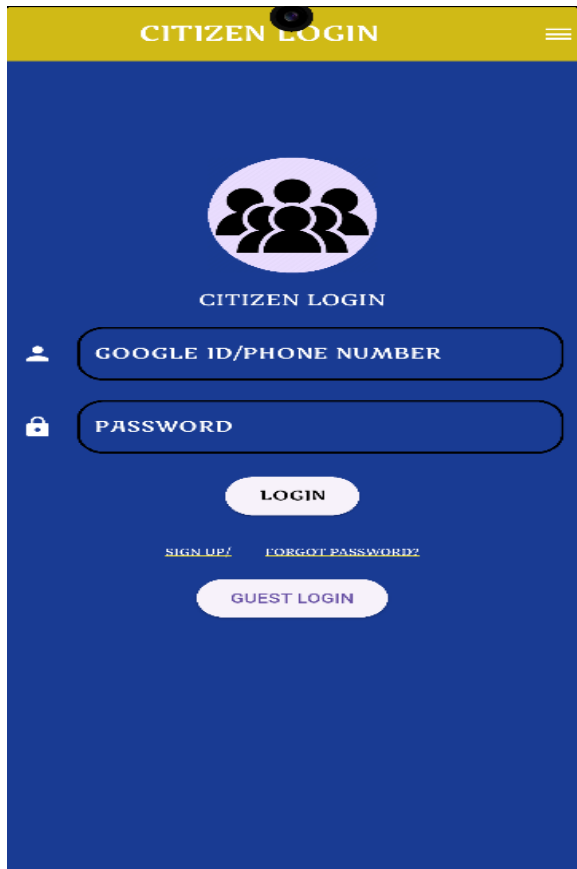 CITIZEN LOGIN
CITIZEN LOGIN
GOOGLE ID/PHONE NUMBER
PASSWORD
LOGIN
SIGN UP/ FORGOT PASSWORD?
GUEST LOGIN